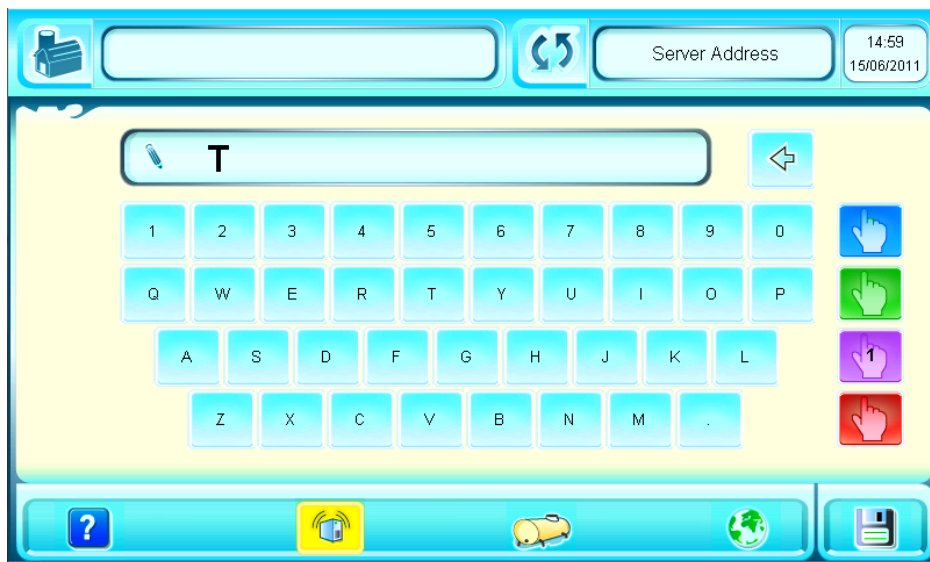 Server Address
14:59
15/06/2011
T
1 2 3 4 5 6 7 8 9 0
Q W E R T Y U I O P
A S D F G H J K L
1
Z X C V B N M .
?